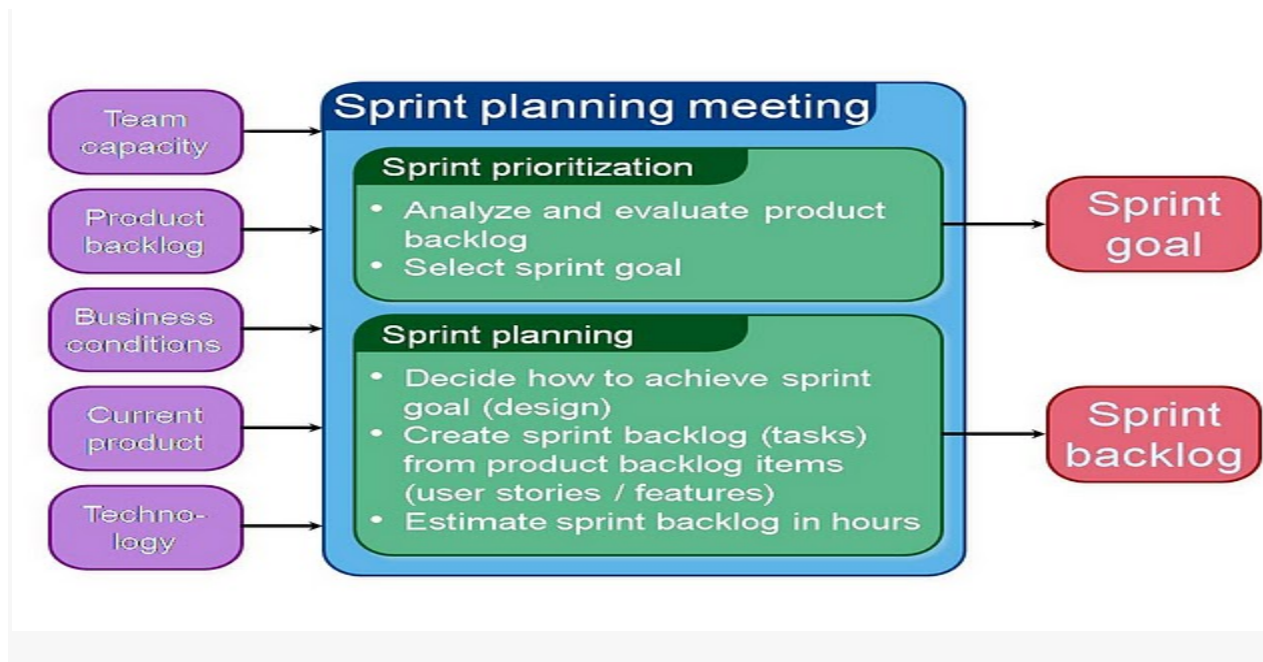 Team
capacity
Product
backlog
Business
conditions
Current
product
Techno-
logy
Sprint planning meeting
Sprint prioritization
• Analyze and evaluate product
backlog
• Select sprint goal
Sprint planning
• Decide how to achieve sprint
goal (design)
• Create sprint backlog (tasks)
from product backlog items
(user stories / features)
• Estimate sprint backlog in hours
Sprint
goal
Sprint
backlog